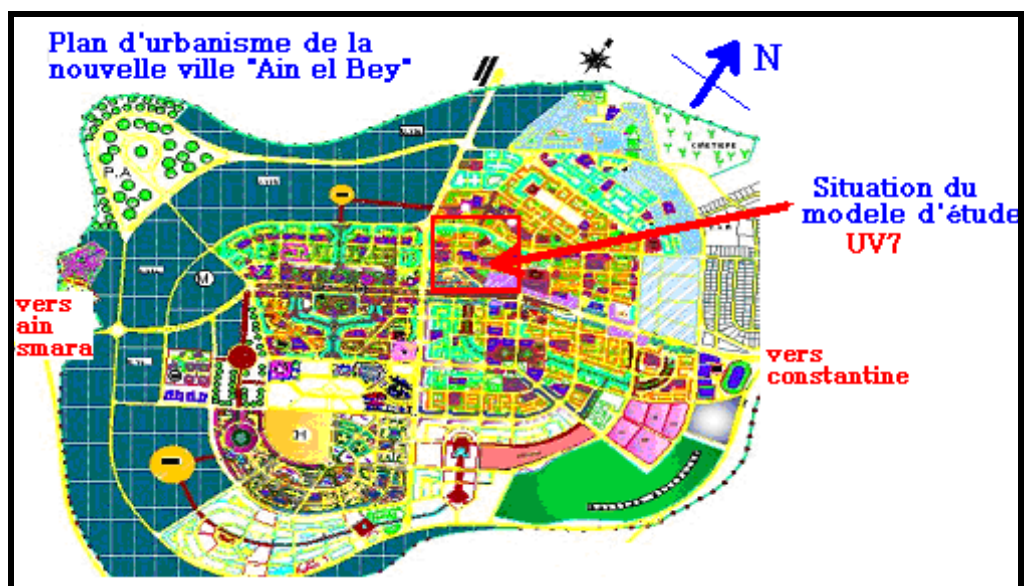 Plan d'urbanisme de la
nouvelle ville "Ain el Bey"
N
CIMETIERE
P.A
Situation du
modele d'étude
UV7
M
vers
ain
smara
vers
constantine
H